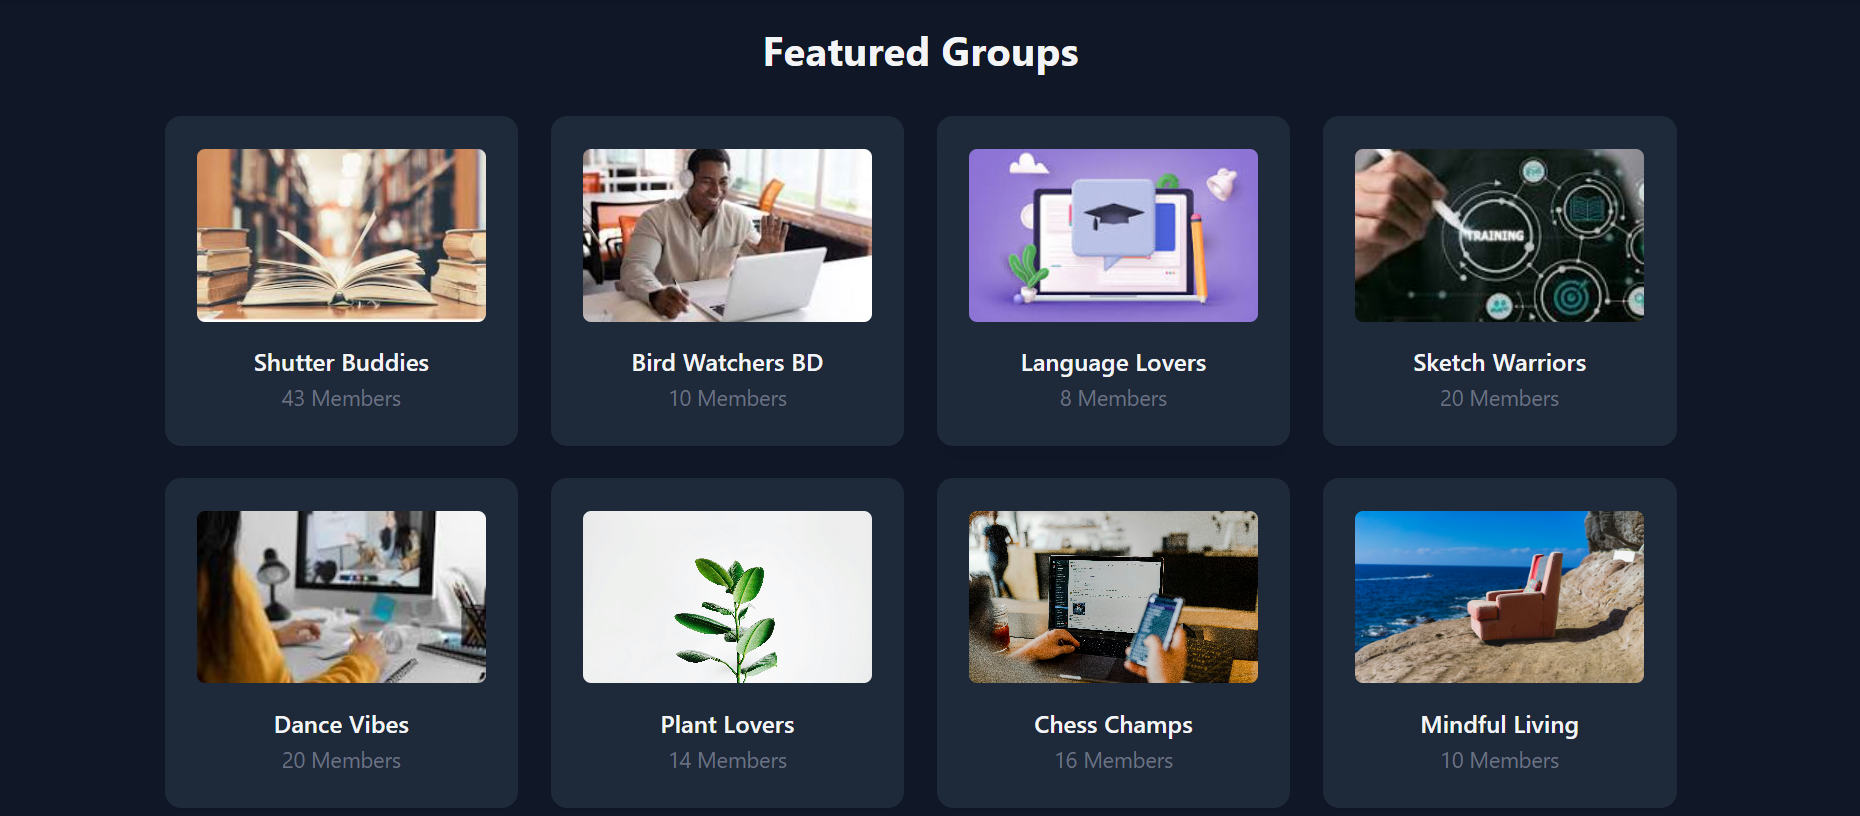 Featured Groups
TRAINING
Shutter Buddies
43 Members
Bird Watchers BD
10 Members
Language Lovers
8 Members
Sketch Warriors
20 Members
Dance Vibes
20 Members
Plant Lovers
14 Members
Chess Champs
16 Members
Mindful Living
10 Members